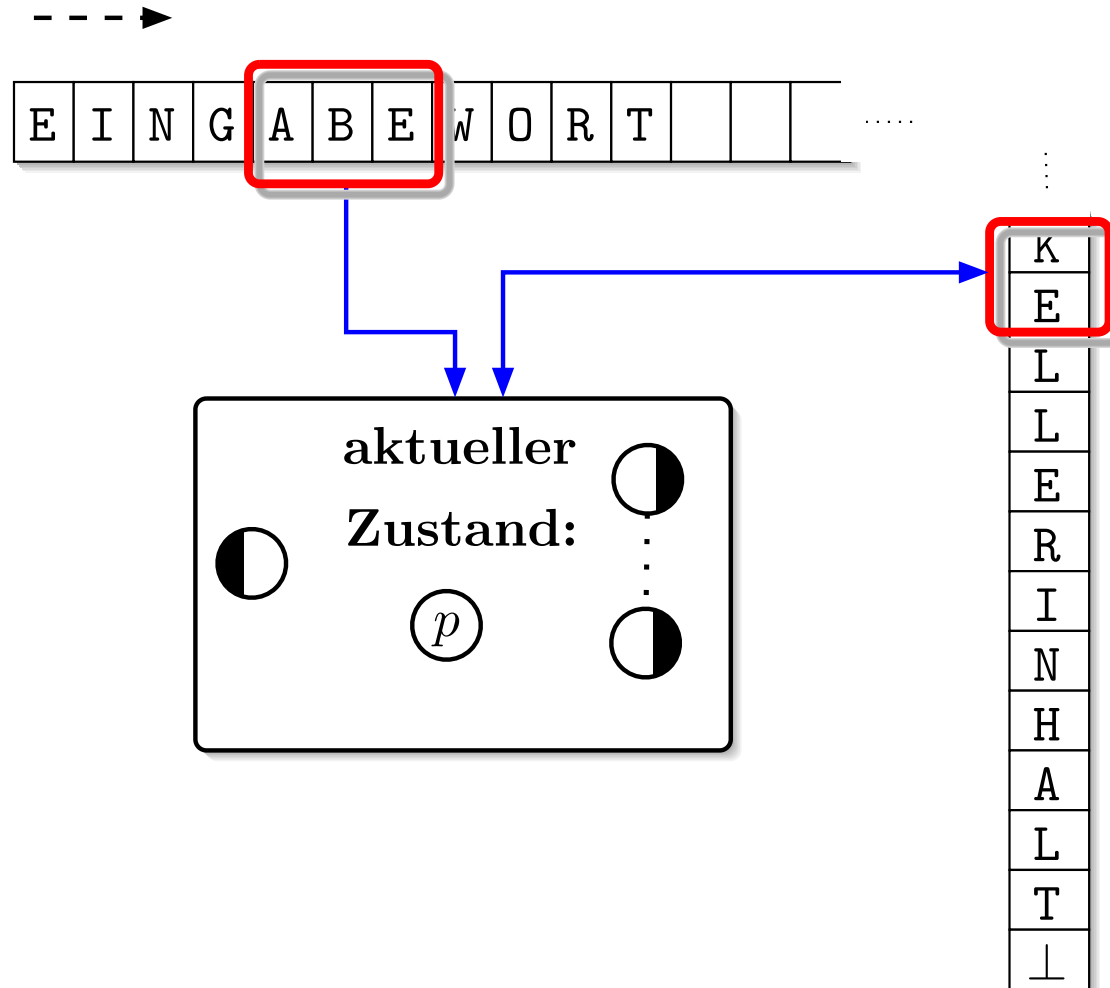 EINGABEWORT
.....
K
E
L
L
E
R
I
N
H
A
L
T
⊥
aktueller
Zustand:
p